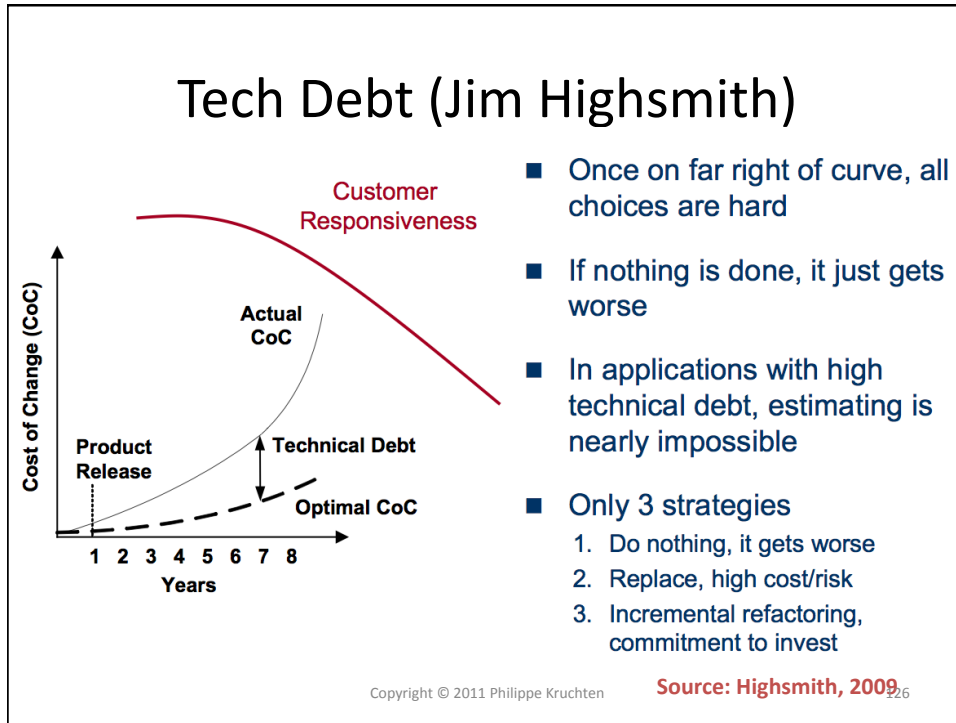 Tech Debt (Jim Highsmith)
Customer
Responsiveness
Cost of Change (CoC)
Actual
CoC
Product
Release
Technical Debt
Optimal CoC
1 2 3 4 5 6 7 8
Years
■ Once on far right of curve, all
choices are hard
■ If nothing is done, it just gets
worse
■ In applications with high
technical debt, estimating is
nearly impossible
■ Only 3 strategies
1. Do nothing, it gets worse
2. Replace, high cost/risk
3. Incremental refactoring,
commitment to invest
Copyright © 2011 Philippe Kruchten
Source: Highsmith, 2009
126